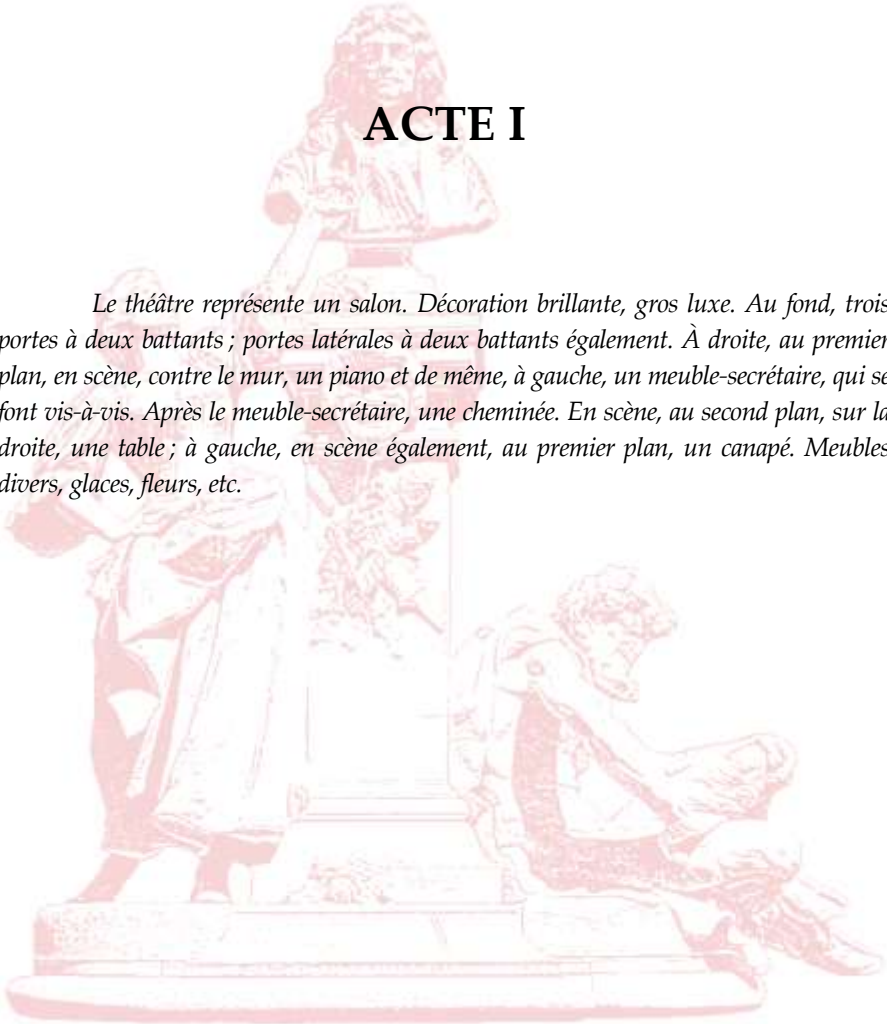 ACTE I
Le théâtre représente un salon. Décoration brillante, gros luxe. Au fond, trois
portes à deux battants ; portes latérales à deux battants également. À droite, au premier
plan, en scène, contre le mur, un piano et de même, à gauche, un meuble-secrétaire, qui se
font vis-à-vis. Après le meuble-secrétaire, une cheminée. En scène, au second plan, sur la
droite, une table ; à gauche, en scène également, au premier plan, un canapé. Meubles
divers, glaces, fleurs, etc.